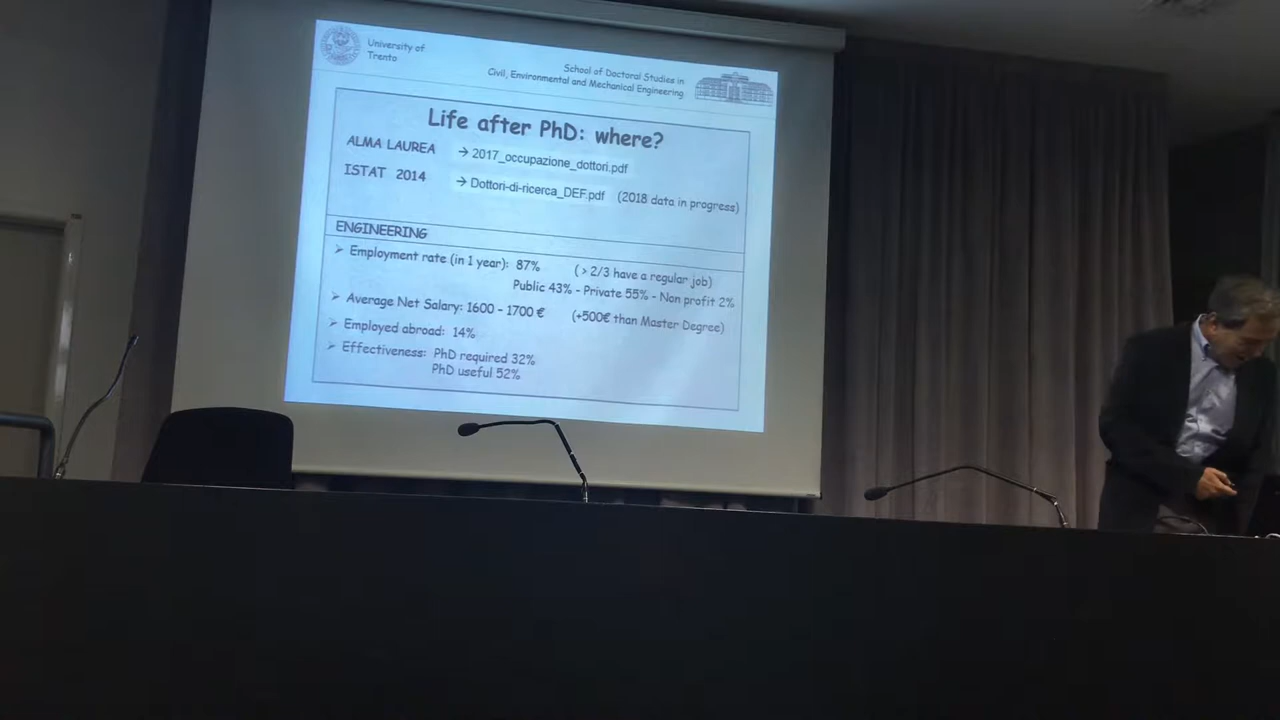 University of
Trento
School of Doctoral Studies in
Civil, Environmental and Mechanical Engineering
Life after PhD: where?
ALMA LAUREA → 2017_occupazione_dottori.pdf
ISTAT 2014 → Dottori-di-ricerca_DEF.pdf (2018 data in progress)
ENGINEERING
➢ Employment rate (in 1 year): 87% ( > 2/3 have a regular job)
Public 43% - Private 55% - Non profit 2%
➢ Average Net Salary: 1600 - 1700 € (+500€ than Master Degree)
➢ Employed abroad: 14%
➢ Effectiveness: PhD required 32%
PhD useful 52%